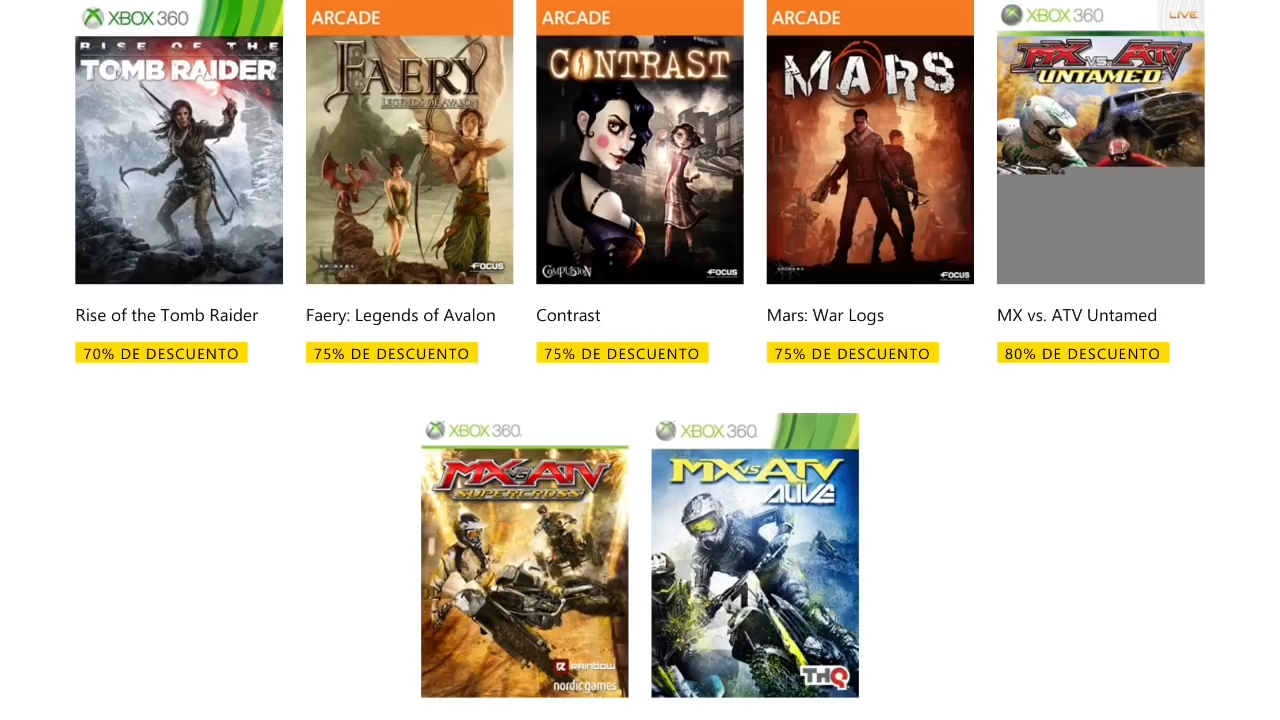 XBOX 360
RISE OF THE
TOMB RAIDER
Rise of the Tomb Raider
70% DE DESCUENTO
ARCADE
FAERY
LEGENDS OF AVALON
SPIDERS
FOCUS
Faery: Legends of Avalon
75% DE DESCUENTO
ARCADE
CONTRAST
COMPULSION
FOCUS
Contrast
75% DE DESCUENTO
ARCADE
MARS
SPIDERS
FOCUS
Mars: War Logs
75% DE DESCUENTO
XBOX 360 LIVE
MX vs. ATV
UNTAMED
MX vs. ATV Untamed
80% DE DESCUENTO
XBOX 360
MX vs ATV
SUPERCROSS
RAINBOW
nordic games
XBOX 360
MX vs ATV
ALIVE
THQ